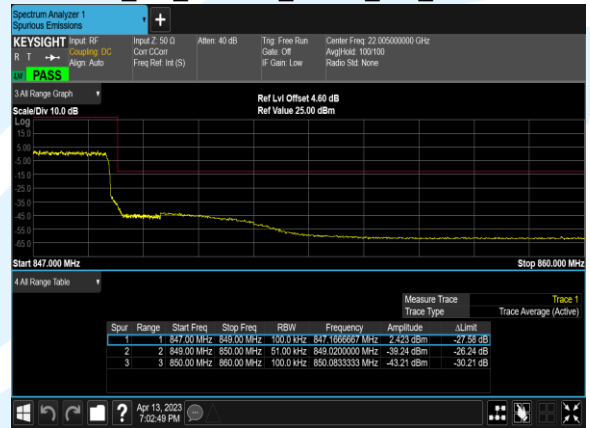 Spectrum Analyzer 1
Spurious Emissions
KEYSIGHT Input: RF Input Z: 50 Ω Atten: 40 dB Trig: Free Run Center Freq: 22.005000000 GHz
R T Coupling: DC Corr CCorr Gate: Off Avg|Hold: 100/100
Align: Auto Freq Ref: Int (S) IF Gain: Low Radio Std: None
PASS
3 All Range Graph
Ref Lvl Offset 4.60 dB
Scale/Div 10.0 dB Ref Value 25.00 dBm
Log
15.0
5.00
-5.00
-15.0
-25.0
-35.0
-45.0
-55.0
-65.0
Start 847.000 MHz Stop 860.000 MHz
4 All Range Table
Measure Trace Trace 1
Trace Type Trace Average (Active)
Spur Range Start Freq Stop Freq RBW Frequency Amplitude ΔLimit
1 1 847.00 MHz 849.00 MHz 100.0 kHz 847.1666667 MHz 2.423 dBm -27.58 dB
2 2 849.00 MHz 850.00 MHz 51.00 kHz 849.0200000 MHz -39.24 dBm -26.24 dB
3 3 850.00 MHz 860.00 MHz 100.0 kHz 850.0833333 MHz -43.21 dBm -30.21 dB
? Apr 13, 2023
7:02:49 PM